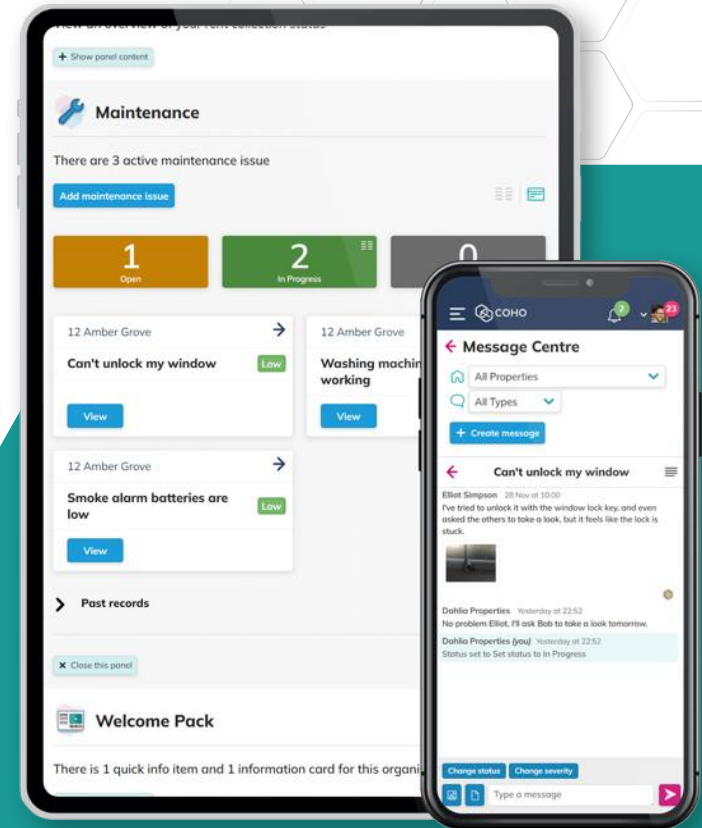 View an overview of your rent collection status
+ Show panel content
Maintenance
There are 3 active maintenance issue
Add maintenance issue
1
Open
2
In Progress
0
12 Amber Grove
Can't unlock my window
Low
View
12 Amber Grove
Washing machin
working
View
12 Amber Grove
Smoke alarm batteries are
low
Low
View
Past records
× Close this panel
Welcome Pack
There is 1 quick info item and 1 information card for this organi
COHO
2
23
Message Centre
All Properties
All Types
+ Create message
Can't unlock my window
Elliot Simpson 28 Nov at 10:00
I've tried to unlock it with the window lock key, and even
asked the others to take a look, but it feels like the lock is
stuck.
Dahlia Properties Yesterday at 22:52
No problem Elliot, I'll ask Bob to take a look tomorrow.
Dahlia Properties (you) Yesterday at 22:52
Status set to Set status to In Progress
Change status
Change severity
Type a message